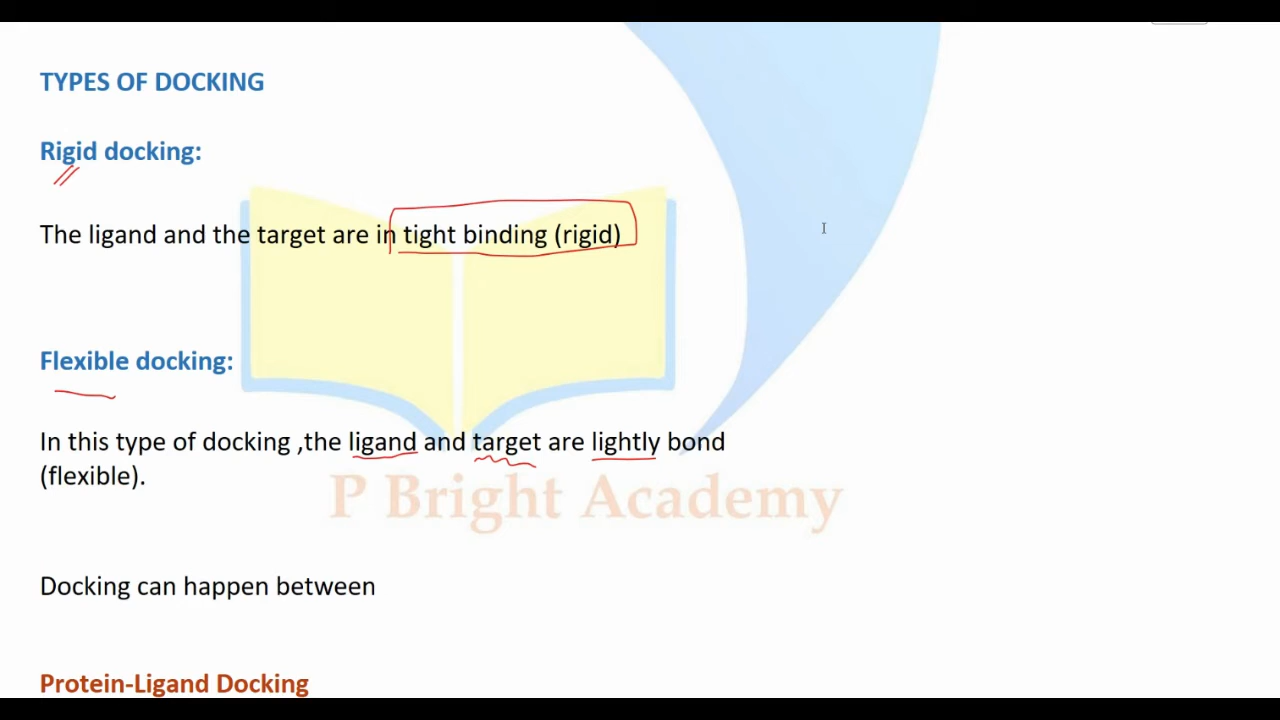 TYPES OF DOCKING
Rigid docking:
The ligand and the target are in tight binding (rigid)
Flexible docking:
In this type of docking ,the ligand and target are lightly bond
(flexible).
P Bright Academy
Docking can happen between
Protein-Ligand Docking